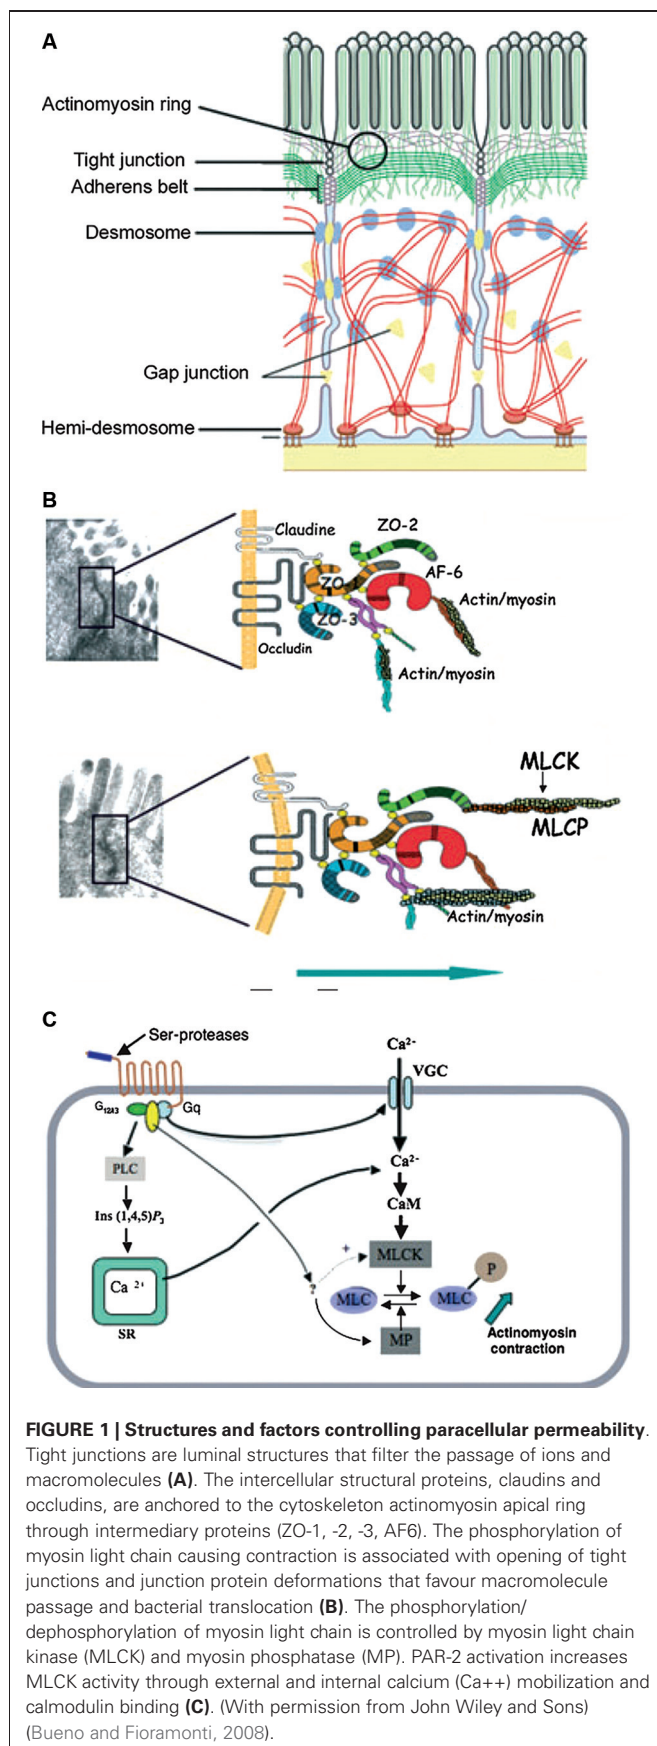 A
Actinomyosin ring
Tight junction
Adherens belt
Desmosome
Gap junction
Hemi-desmosome
B
Claudine
ZO-2
ZO-1
AF-6
Actin/myosin
ZO-3
Occludin
Actin/myosin
MLCK
MLCP
Actin/myosin
C
Ser-proteases
Ca²⁻
VGC
Gq
PLC
Ca²⁻
Ins (1,4,5)P₃
CaM
+
MLCK
P
Ca ²⁺
?
MLC
MLC
SR
MP
Actinomyosin
contraction
FIGURE 1 | Structures and factors controlling paracellular permeability.
Tight junctions are luminal structures that filter the passage of ions and
macromolecules (A). The intercellular structural proteins, claudins and
occludins, are anchored to the cytoskeleton actinomyosin apical ring
through intermediary proteins (ZO-1, -2, -3, AF6). The phosphorylation of
myosin light chain causing contraction is associated with opening of tight
junctions and junction protein deformations that favour macromolecule
passage and bacterial translocation (B). The phosphorylation/
dephosphorylation of myosin light chain is controlled by myosin light chain
kinase (MLCK) and myosin phosphatase (MP). PAR-2 activation increases
MLCK activity through external and internal calcium (Ca++) mobilization and
calmodulin binding (C). (With permission from John Wiley and Sons)
(Bueno and Fioramonti, 2008).